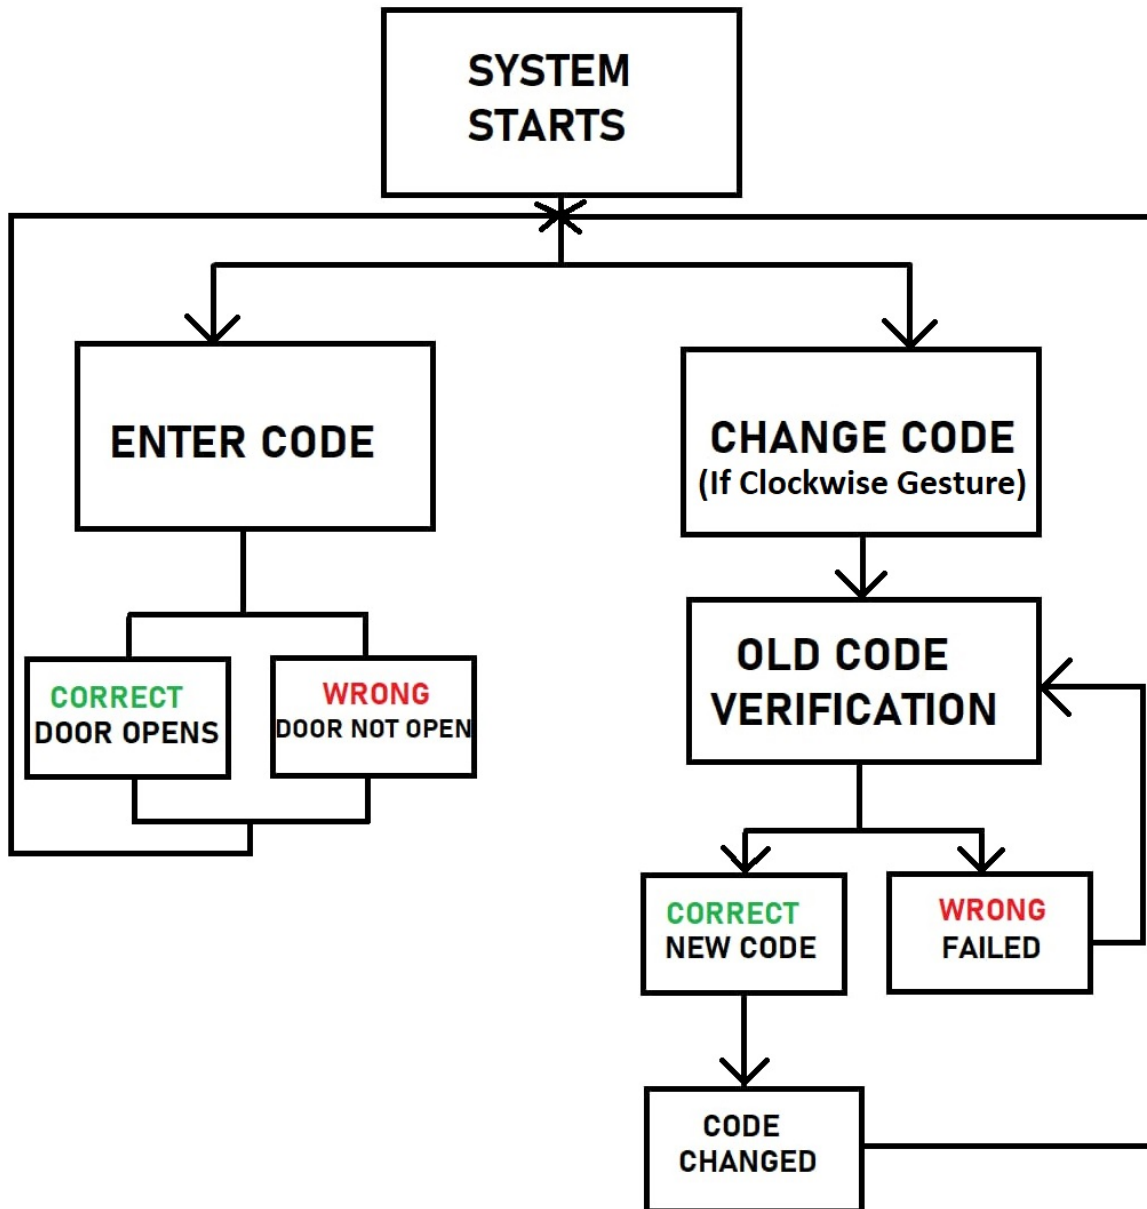 SYSTEM
STARTS
ENTER CODE
CHANGE CODE
(If Clockwise Gesture)
OLD CODE
VERIFICATION
CORRECT
DOOR OPENS
WRONG
DOOR NOT OPEN
CORRECT
NEW CODE
WRONG
FAILED
CODE
CHANGED